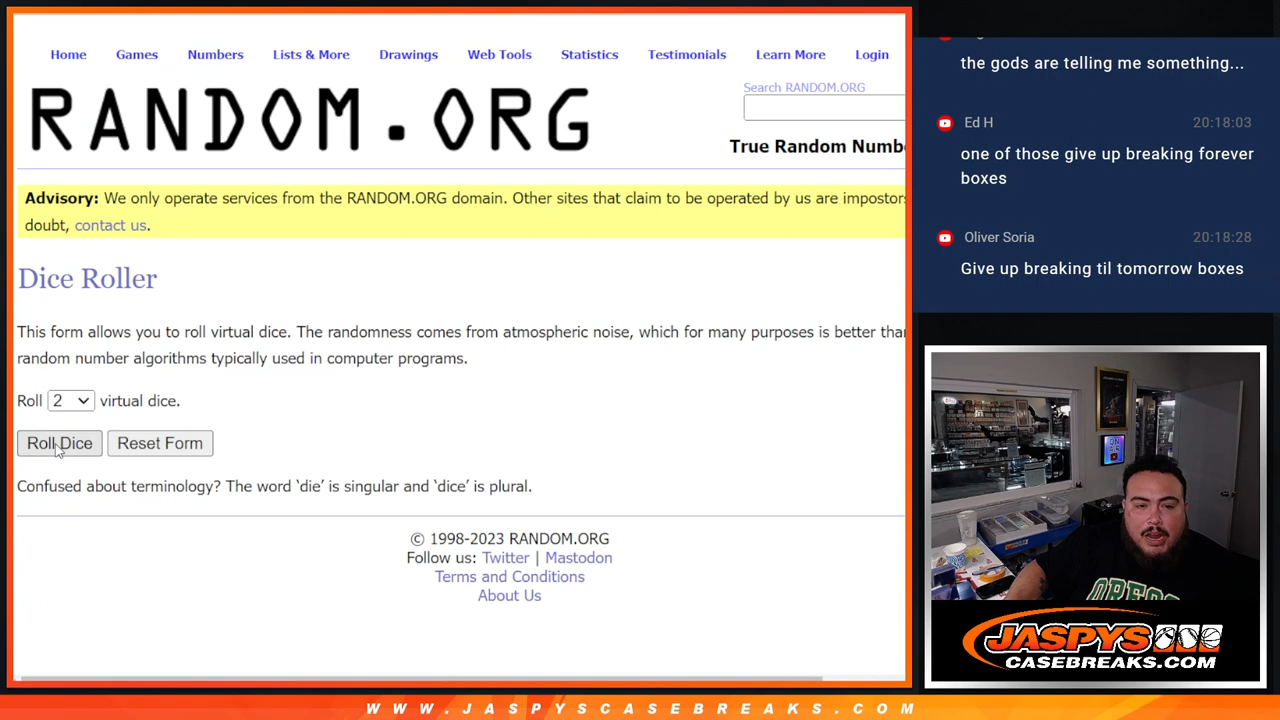 Home Games Numbers Lists & More Drawings Web Tools Statistics Testimonials Learn More Login
RANDOM.ORG
Search RANDOM.ORG
True Random Numb
Advisory: We only operate services from the RANDOM.ORG domain. Other sites that claim to be operated by us are impostors
doubt, contact us.
Dice Roller
This form allows you to roll virtual dice. The randomness comes from atmospheric noise, which for many purposes is better than
random number algorithms typically used in computer programs.
Roll 2 virtual dice.
Roll Dice Reset Form
Confused about terminology? The word ‘die’ is singular and ‘dice’ is plural.
© 1998-2023 RANDOM.ORG
Follow us: Twitter | Mastodon
Terms and Conditions
About Us
the gods are telling me something...
Ed H 20:18:03
one of those give up breaking forever
boxes
Oliver Soria 20:18:28
Give up breaking til tomorrow boxes
JASPYS
CASEBREAKS.COM
WWW.JASPYSCASEBREAKS.COM